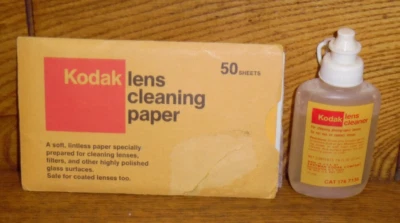 Kodak lens
cleaning
paper
50 SHEETS
A soft, lintless paper specially
prepared for cleaning lenses,
filters, and other highly polished
glass surfaces.
Safe for coated lenses too.
Kodak lens
cleaner